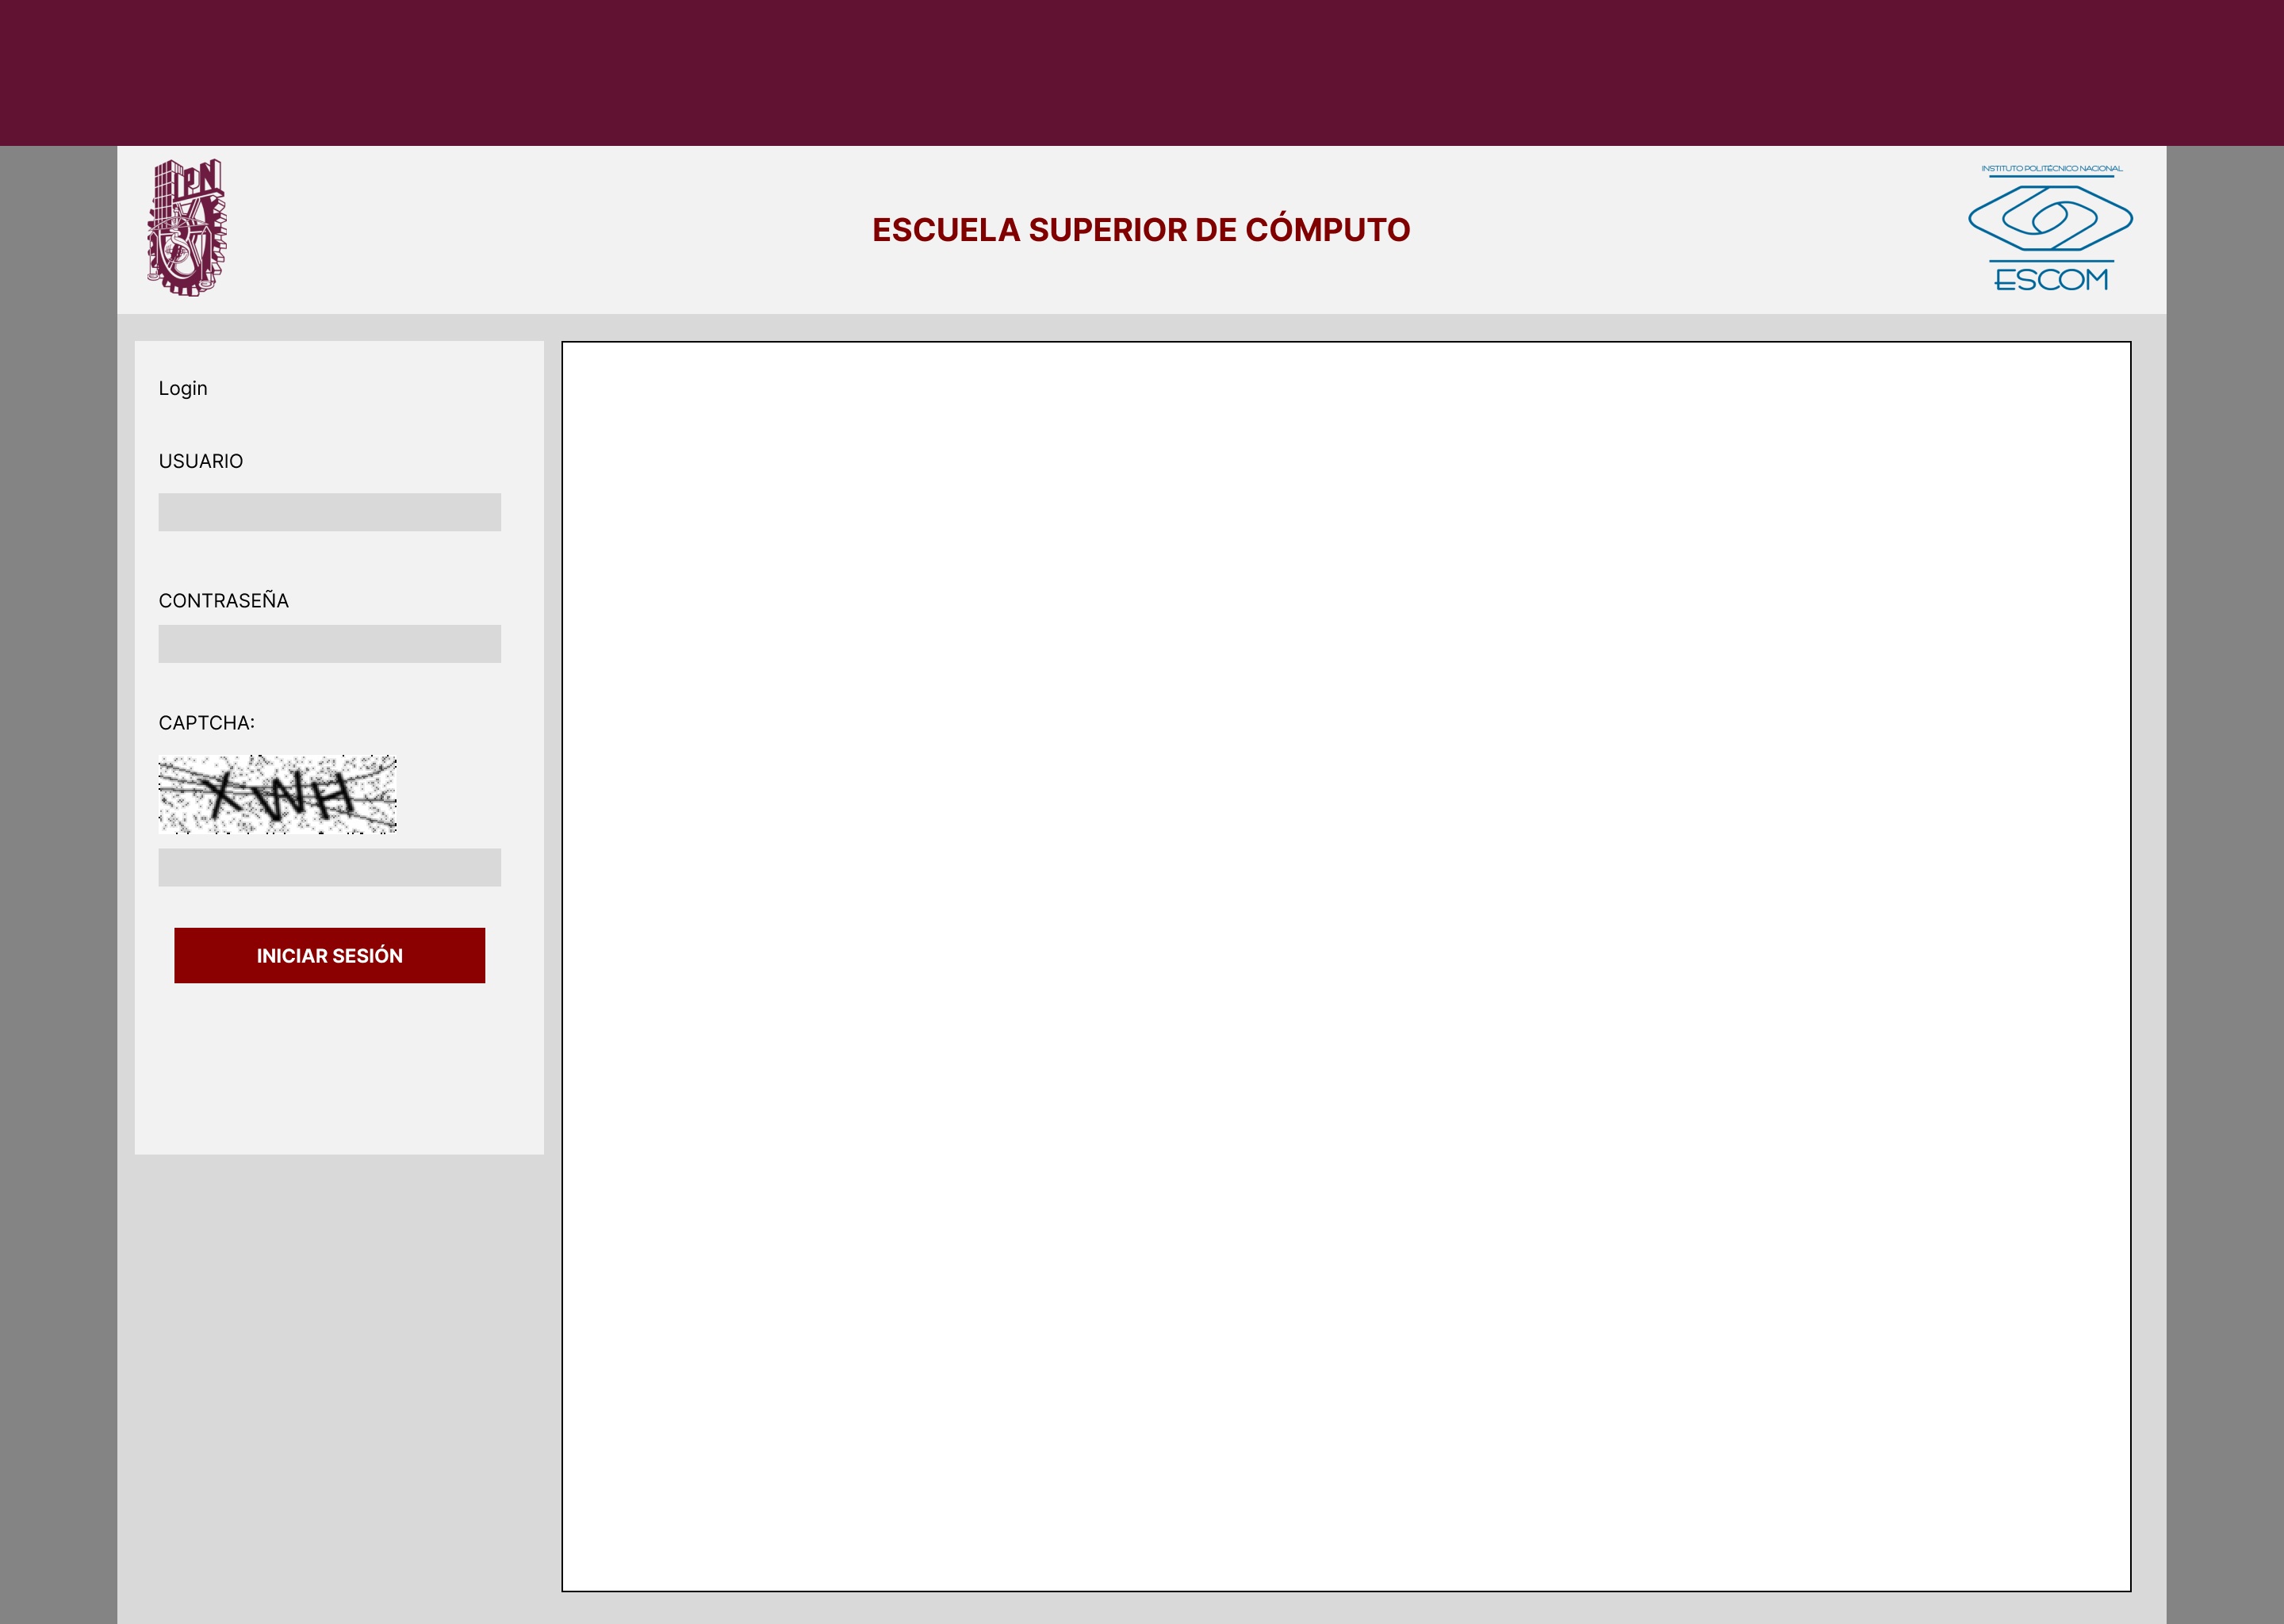 IPN
INSTITUTO POLITÉCNICO NACIONAL
ESCUELA SUPERIOR DE CÓMPUTO
ESCOM
Login
USUARIO
CONTRASEÑA
CAPTCHA:
XWH
INICIAR SESIÓN